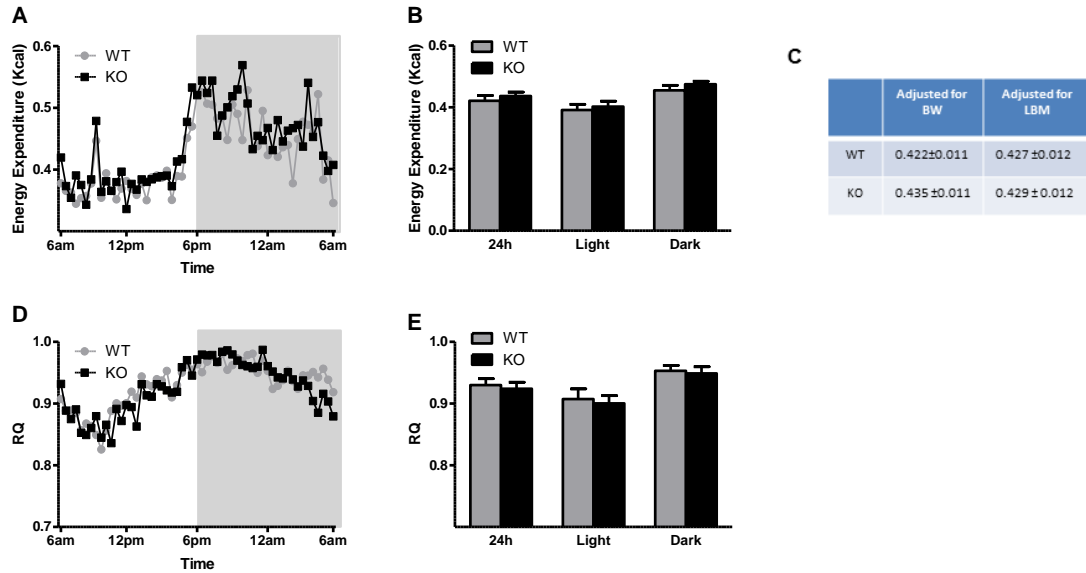 A
Energy Expenditure (Kcal)
0.6
0.5
0.4
WT
KO
6am
12pm
6pm
12am
6am
Time
B
Energy Expenditure (Kcal)
0.6
0.4
0.2
0.0
WT
KO
24h
Light
Dark
C
Adjusted for BW
Adjusted for LBM
WT 0.422±0.011 0.427 ±0.012
KO 0.435 ±0.011 0.429 ± 0.012
D
RQ
1.0
0.9
0.8
0.7
WT
KO
6am
12pm
6pm
12am
6am
Time
E
RQ
1.0
0.9
0.8
WT
KO
24h
Light
Dark